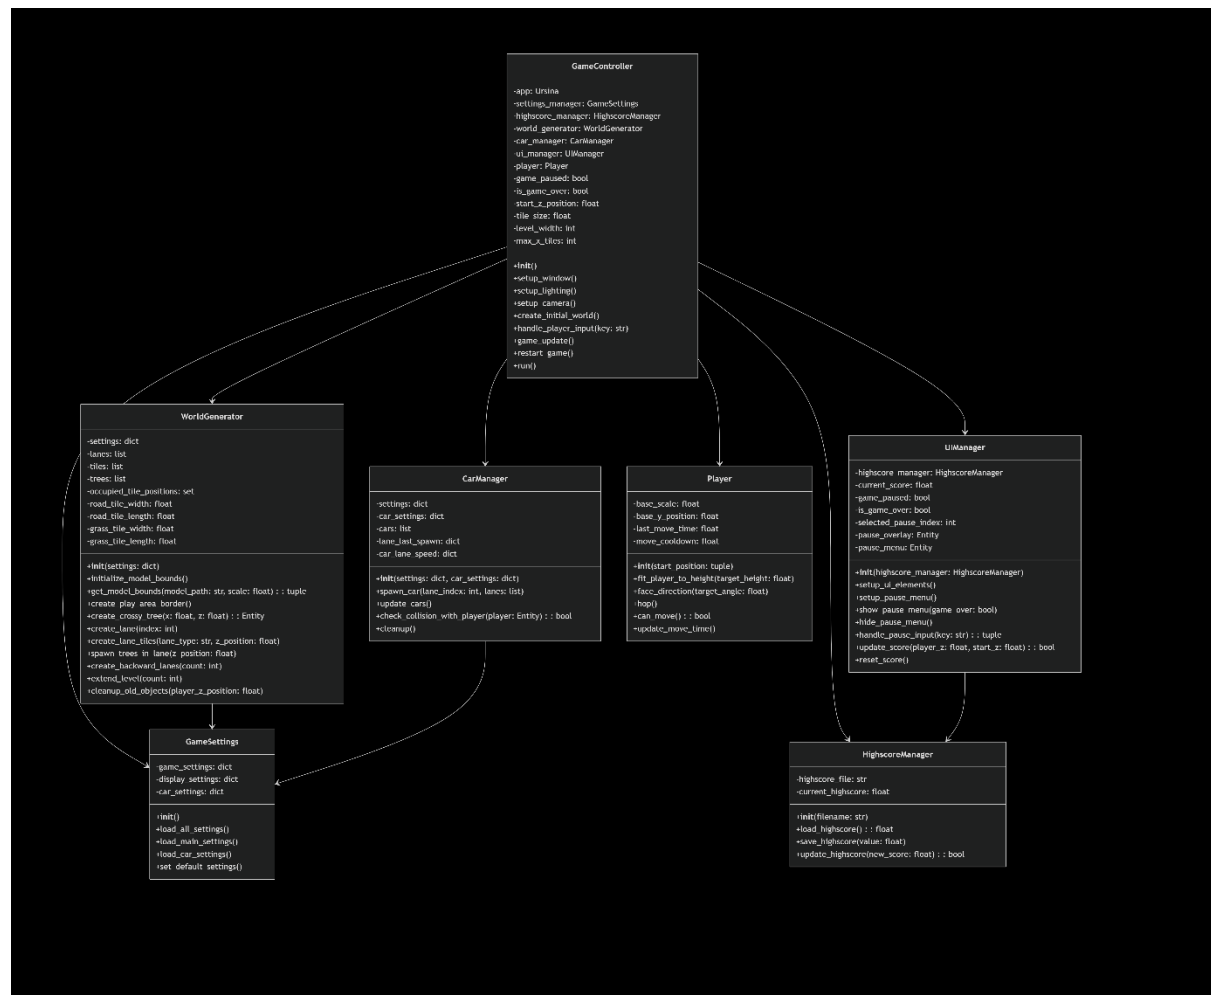 GameController
-app: Ursina
-settings_manager: GameSettings
-highscore_manager: HighscoreManager
-world_generator: WorldGenerator
-car_manager: CarManager
-ui_manager: UIManager
-player: Player
-game_paused: bool
-is_game_over: bool
-start_z_position: float
-tile_size: float
-level_width: int
-max_x_tiles: int
+init()
+setup_window()
+setup_lighting()
+setup_camera()
+create_initial_world()
+handle_player_input(key: str)
+game_update()
+restart_game()
+run()
WorldGenerator
-settings: dict
-lanes: list
-tiles: list
-trees: list
-occupied_tile_positions: set
-road_tile_width: float
-road_tile_length: float
-grass_tile_width: float
-grass_tile_length: float
+init(settings: dict)
+initialize_model_bounds()
+get_model_bounds(model_path: str, scale: float) : : tuple
+create_play_area_border()
+create_crossy_tree(x: float, z: float) : : Entity
+create_lane(index: int)
+create_lane_tiles(lane_type: str, z_position: float)
+spawn_trees_in_lane(z_position: float)
+create_backward_lanes(count: int)
+extend_level(count: int)
+cleanup_old_objects(player_z_position: float)
CarManager
-settings: dict
-car_settings: dict
-cars: list
-lane_last_spawn: dict
-car_lane_speed: dict
+init(settings: dict, car_settings: dict)
+spawn_car(lane_index: int, lanes: list)
+update_cars()
+check_collision_with_player(player: Entity) : : bool
+cleanup()
Player
-base_scale: float
-base_y_position: float
-last_move_time: float
-move_cooldown: float
+init(start_position: tuple)
+fit_player_to_height(target_height: float)
+face_direction(target_angle: float)
+hop()
+can_move() : : bool
+update_move_time()
UIManager
-highscore_manager: HighscoreManager
-current_score: float
-game_paused: bool
-is_game_over: bool
-selected_pause_index: int
-pause_overlay: Entity
-pause_menu: Entity
+init(highscore_manager: HighscoreManager)
+setup_ui_elements()
+setup_pause_menu()
+show_pause_menu(game_over: bool)
+hide_pause_menu()
+handle_pause_input(key: str) : : tuple
+update_score(player_z: float, start_z: float) : : bool
+reset_score()
GameSettings
-game_settings: dict
-display_settings: dict
-car_settings: dict
+init()
+load_all_settings()
+load_main_settings()
+load_car_settings()
+set_default_settings()
HighscoreManager
-highscore_file: str
-current_highscore: float
+init(filename: str)
+load_highscore() : : float
+save_highscore(value: float)
+update_highscore(new_score: float) : : bool